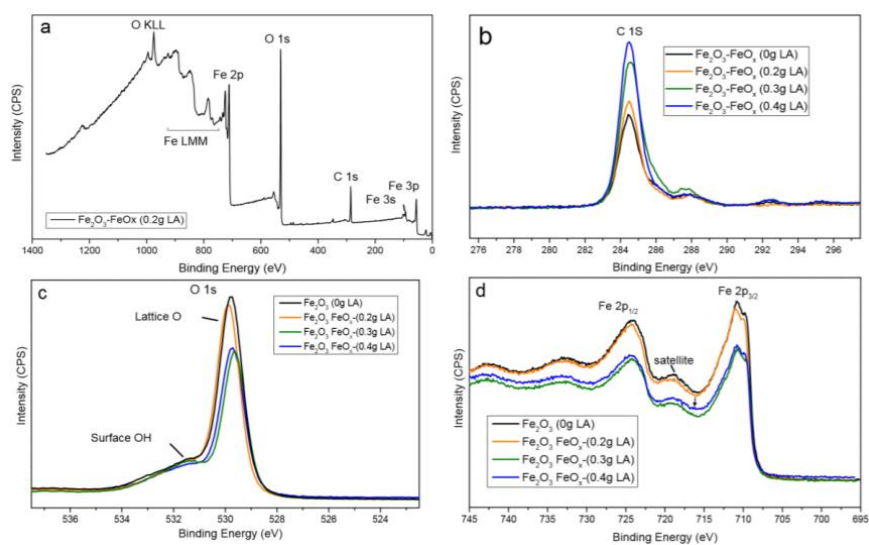 a
O KLL
O 1s
Fe 2p
Fe LMM
C 1s
Fe 3p
Fe 3s
Fe₂O₃-FeOx (0.2g LA)
Intensity (CPS)
1400 1200 1000 800 600 400 200 0
Binding Energy (eV)
b
C 1S
Fe₂O₃-FeOₓ (0g LA)
Fe₂O₃-FeOₓ (0.2g LA)
Fe₂O₃-FeOₓ (0.3g LA)
Fe₂O₃-FeOₓ (0.4g LA)
Intensity (CPS)
276 278 280 282 284 286 288 290 292 294 296
Binding Energy (eV)
c
O 1s
Lattice O
Surface OH
Fe₂O₃ (0g LA)
Fe₂O₃ FeOₓ-(0.2g LA)
Fe₂O₃ FeOₓ-(0.3g LA)
Fe₂O₃ FeOₓ-(0.4g LA)
Intensity (CPS)
536 534 532 530 528 526 524
Binding Energy (eV)
d
Fe 2p₃/₂
Fe 2p₁/₂
satellite
Fe₂O₃ (0g LA)
Fe₂O₃ FeOₓ-(0.2g LA)
Fe₂O₃ FeOₓ-(0.3g LA)
Fe₂O₃ FeOₓ-(0.4g LA)
Intensity (CPS)
745 740 735 730 725 720 715 710 705 700 695
Binding Energy (eV)